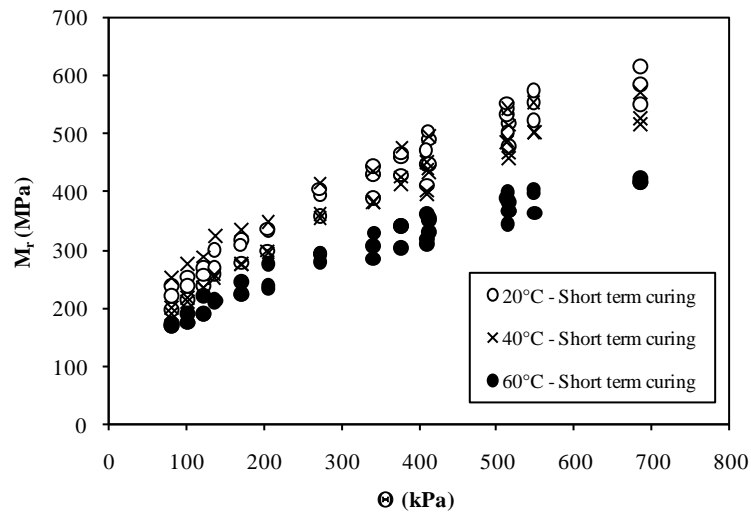 700
600
500
400
300
200
100
0
M_r (MPa)
20°C - Short term curing
40°C - Short term curing
60°C - Short term curing
0 100 200 300 400 500 600 700 800
Θ (kPa)